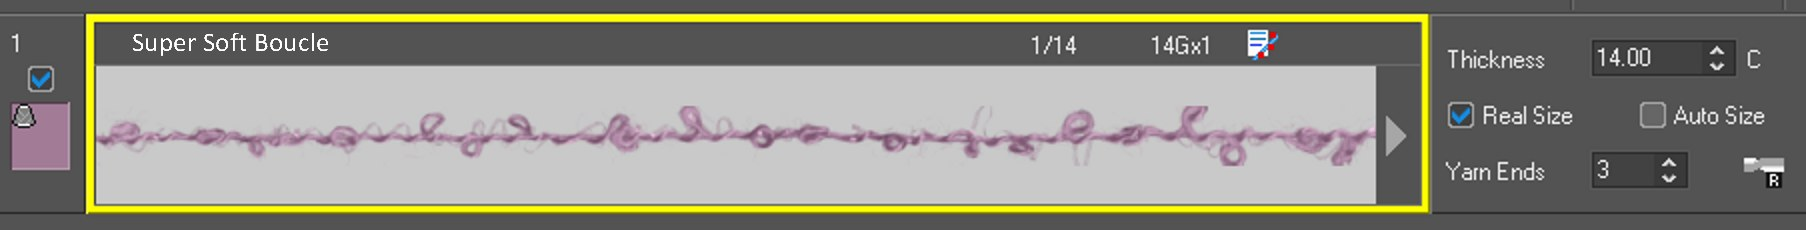 1
Super Soft Boucle 1/14 14Gx1
Thickness 14.00 C
Real Size Auto Size
Yarn Ends 3
R